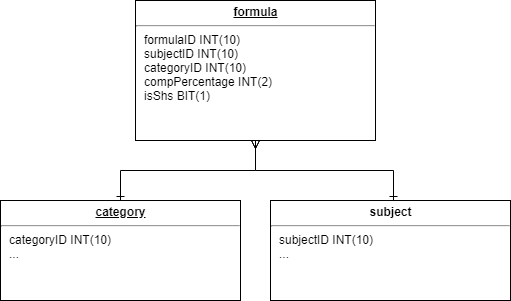 formula
formulaID INT(10)
subjectID INT(10)
categoryID INT(10)
compPercentage INT(2)
isShs BIT(1)
category
categoryID INT(10)
...
subject
subjectID INT(10)
...